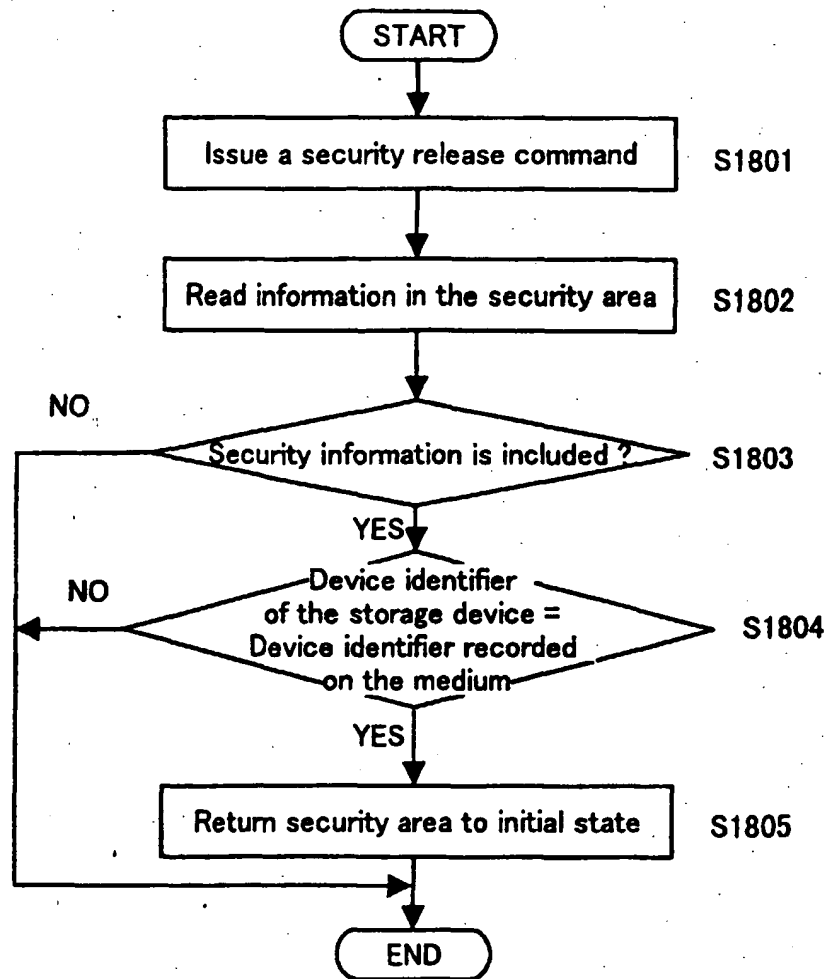 START
Issue a security release command S1801
Read information in the security area S1802
NO
Security information is included ? S1803
YES
NO
Device identifier
of the storage device =
Device identifier recorded
on the medium
S1804
YES
Return security area to initial state S1805
END